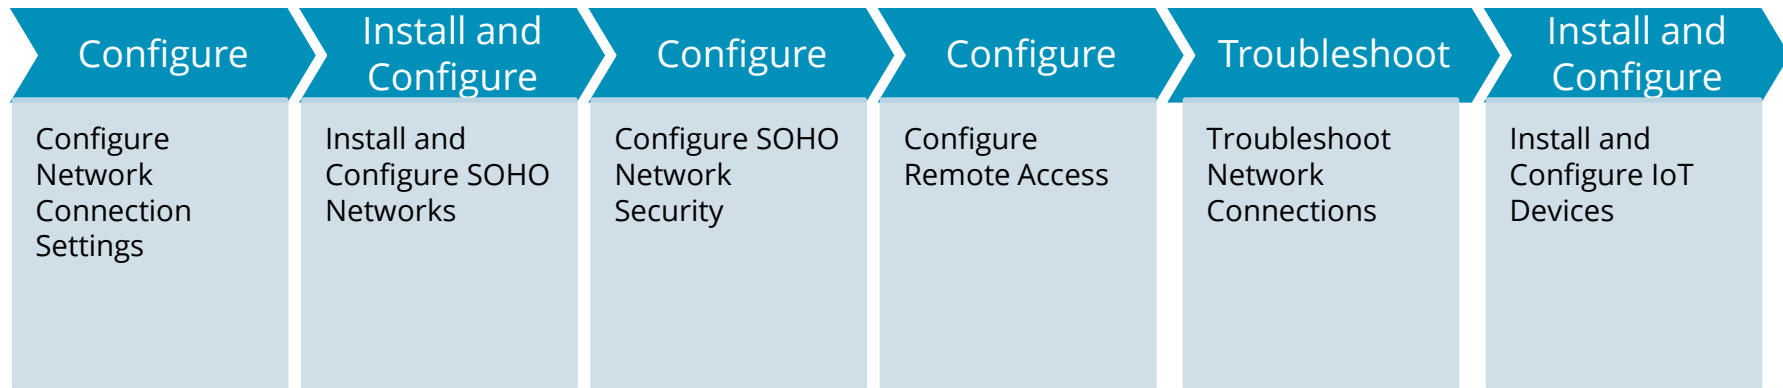 Configure
Install and
Configure
Configure
Configure
Troubleshoot
Install and
Configure
Configure
Network
Connection
Settings
Install and
Configure SOHO
Networks
Configure SOHO
Network
Security
Configure
Remote Access
Troubleshoot
Network
Connections
Install and
Configure IoT
Devices